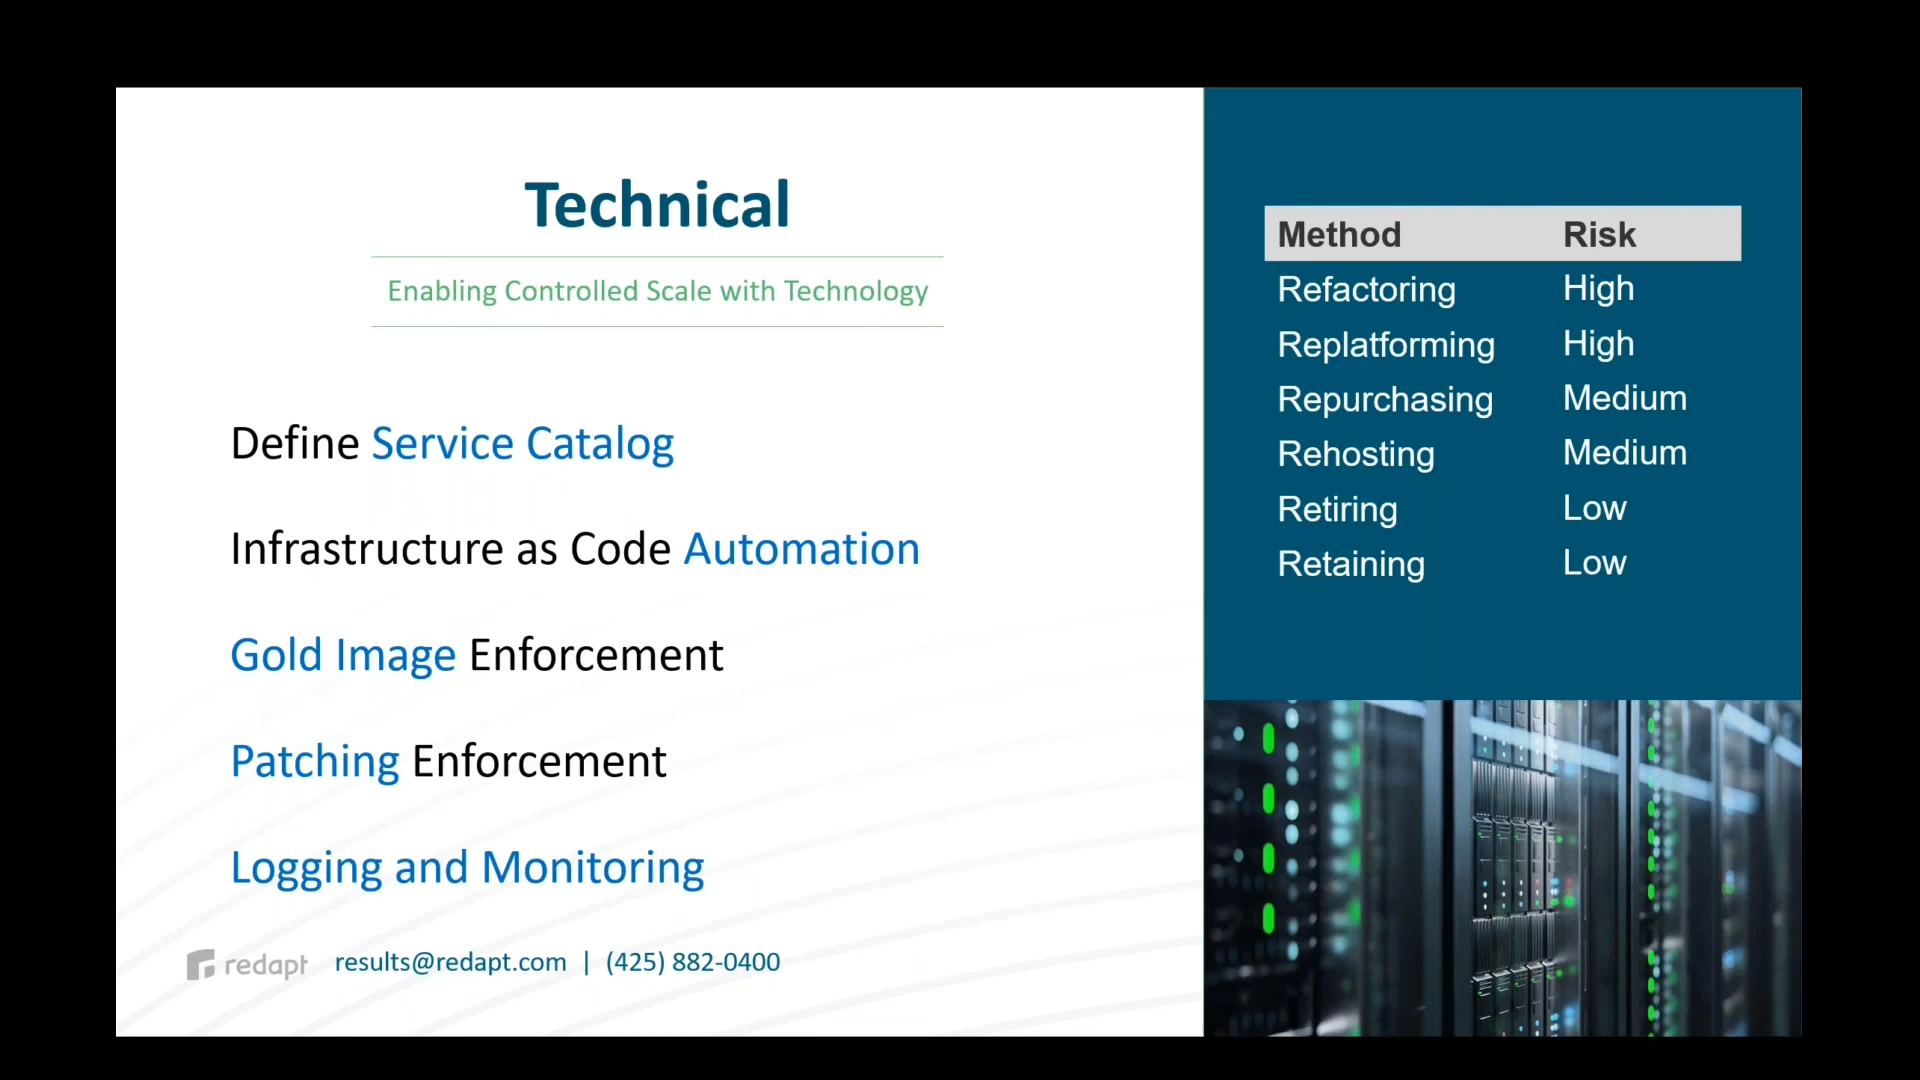 Technical
Enabling Controlled Scale with Technology
Define Service Catalog
Infrastructure as Code Automation
Gold Image Enforcement
Patching Enforcement
Logging and Monitoring
redapt results@redapt.com | (425) 882-0400
Method Risk
Refactoring High
Replatforming High
Repurchasing Medium
Rehosting Medium
Retiring Low
Retaining Low